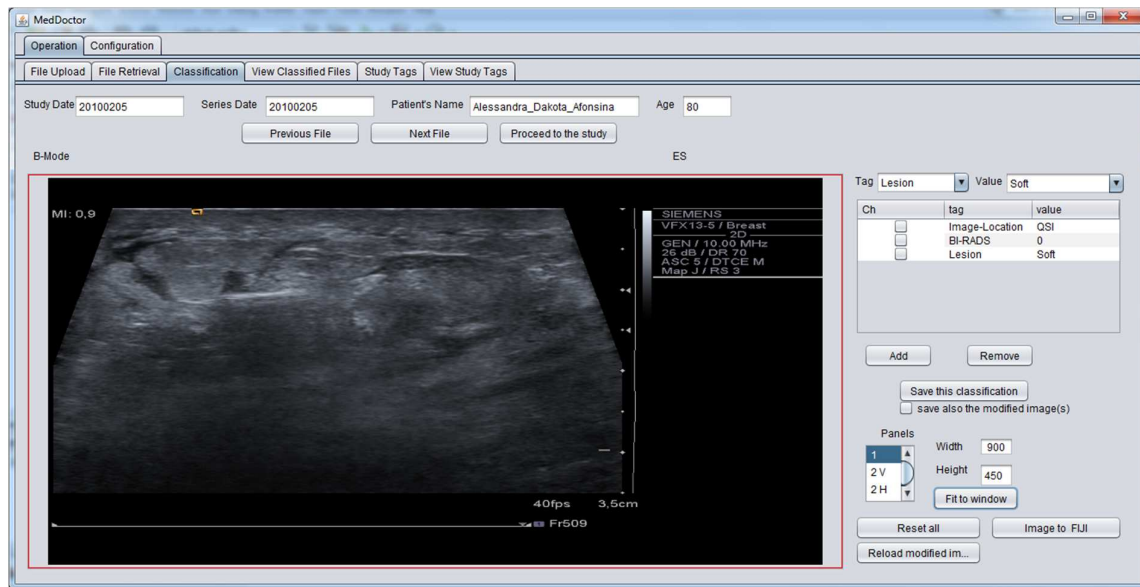 MedDoctor
Operation Configuration
File Upload File Retrieval Classification View Classified Files Study Tags View Study Tags
Study Date 20100205 Series Date 20100205 Patient's Name Alessandra_Dakota_Afonsina Age 80
Previous File Next File Proceed to the study
B-Mode ES
MI: 0,9
SIEMENS
VFX13-5 / Breast
2D
GEN / 10.00 MHz
26 dB / DR 70
ASC 5 / DTCE M
Map J / RS 3
40fps 3,5cm
Fr509
Tag Lesion Value Soft
Ch tag value
Image-Location QSI
BI-RADS 0
Lesion Soft
Add Remove
Save this classification
save also the modified image(s)
Panels
1
2 V
2 H
Width 900
Height 450
Fit to window
Reset all Image to FIJI
Reload modified im...